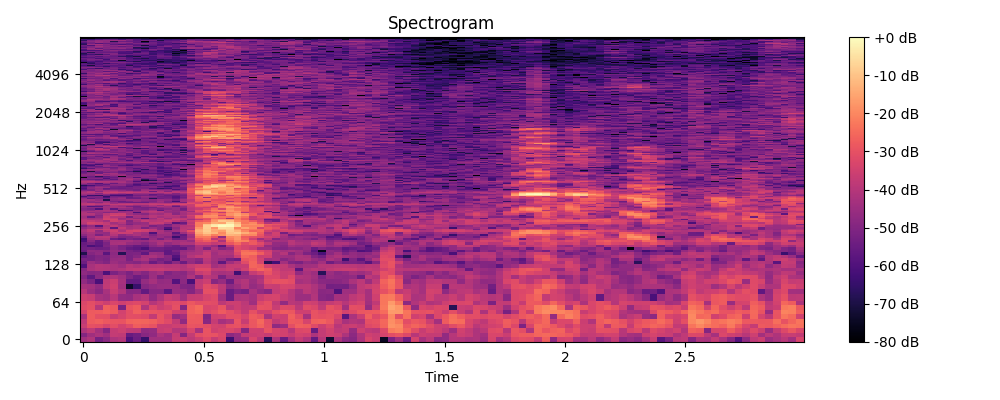 Spectrogram
Hz
4096
2048
1024
512
256
128
64
0
0
0.5
1
1.5
2
2.5
Time
+0 dB
-10 dB
-20 dB
-30 dB
-40 dB
-50 dB
-60 dB
-70 dB
-80 dB